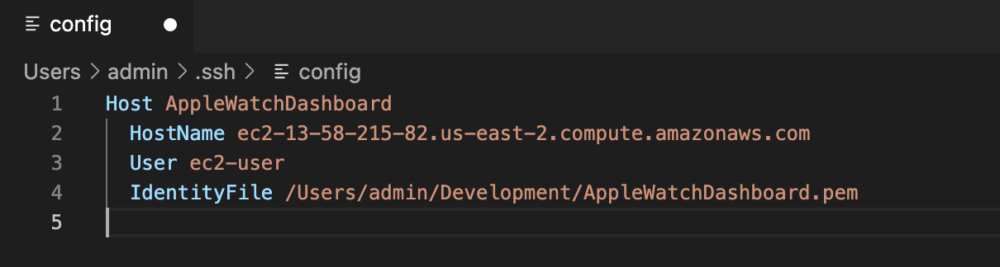 config
Users > admin > .ssh > config
1 Host AppleWatchDashboard
2 HostName ec2-13-58-215-82.us-east-2.compute.amazonaws.com
3 User ec2-user
4 IdentityFile /Users/admin/Development/AppleWatchDashboard.pem
5